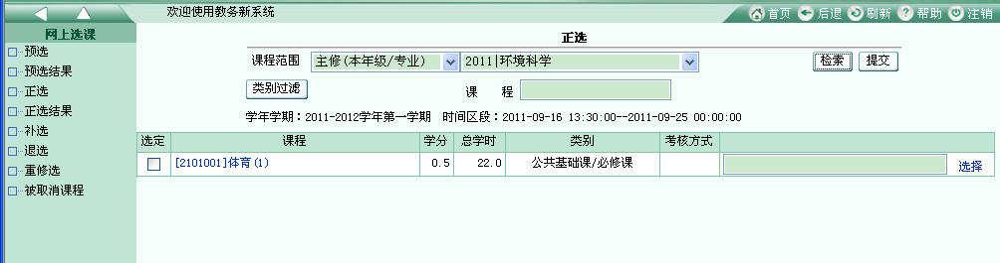 欢迎使用教务新系统
首页 后退 刷新 帮助 注销
网上选课
预选
预选结果
正选
正选结果
补选
退选
重修选
被取消课程
正选
课程范围 主修(本年级/专业) 2011|环境科学 检索 提交
类别过滤 课 程
学年学期：2011-2012学年第一学期 时间区段：2011-09-16 13:30:00--2011-09-25 00:00:00
选定 课程 学分 总学时 类别 考核方式
[2101001]体育(1) 0.5 22.0 公共基础课/必修课 选择